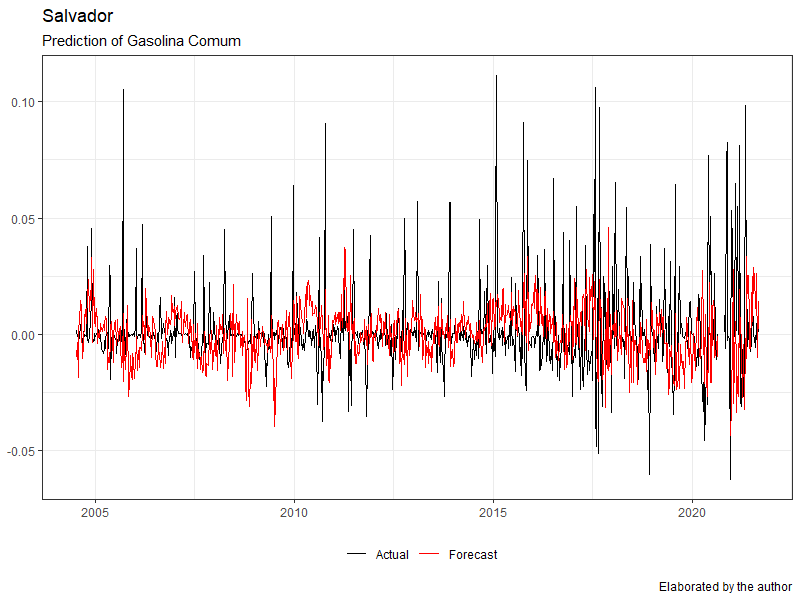 Salvador
Prediction of Gasolina Comum
0.10
0.05
0.00
-0.05
2005 2010 2015 2020
Actual Forecast
Elaborated by the author